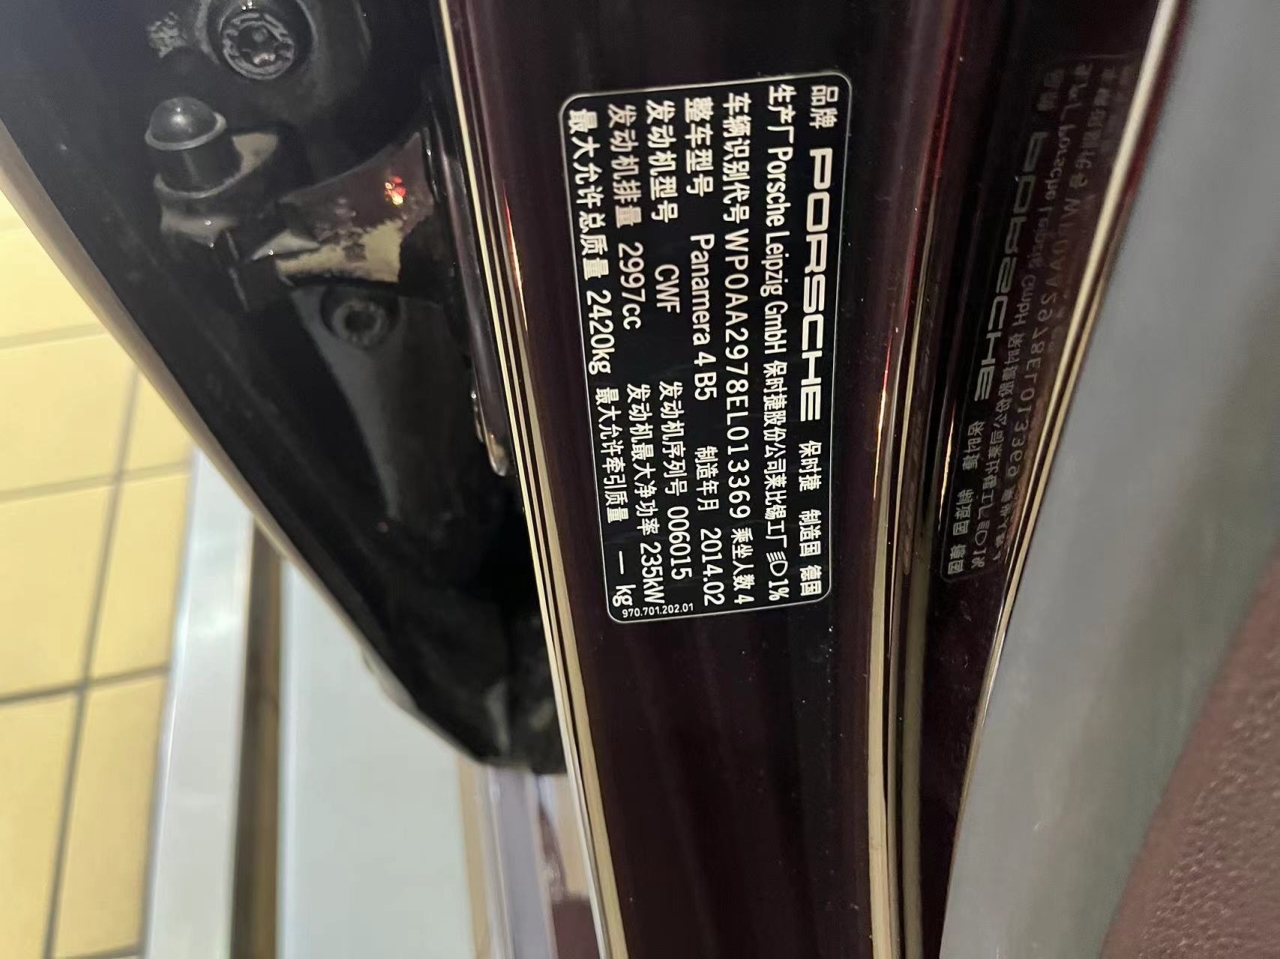 品牌 PORSCHE 保时捷 制造国 德国
生产厂 Porsche Leipzig GmbH 保时捷股份公司莱比锡工厂 1%
车辆识别代号 WP0AA2978EL013369 乘坐人数 4
整车型号 Panamera 4 B5 制造年月 2014.02
发动机型号 CWF 发动机序列号 006015
发动机排量 2997cc 发动机最大净功率 235kW
最大允许总质量 2420kg 最大允许牵引质量 — kg
970.701.202.01